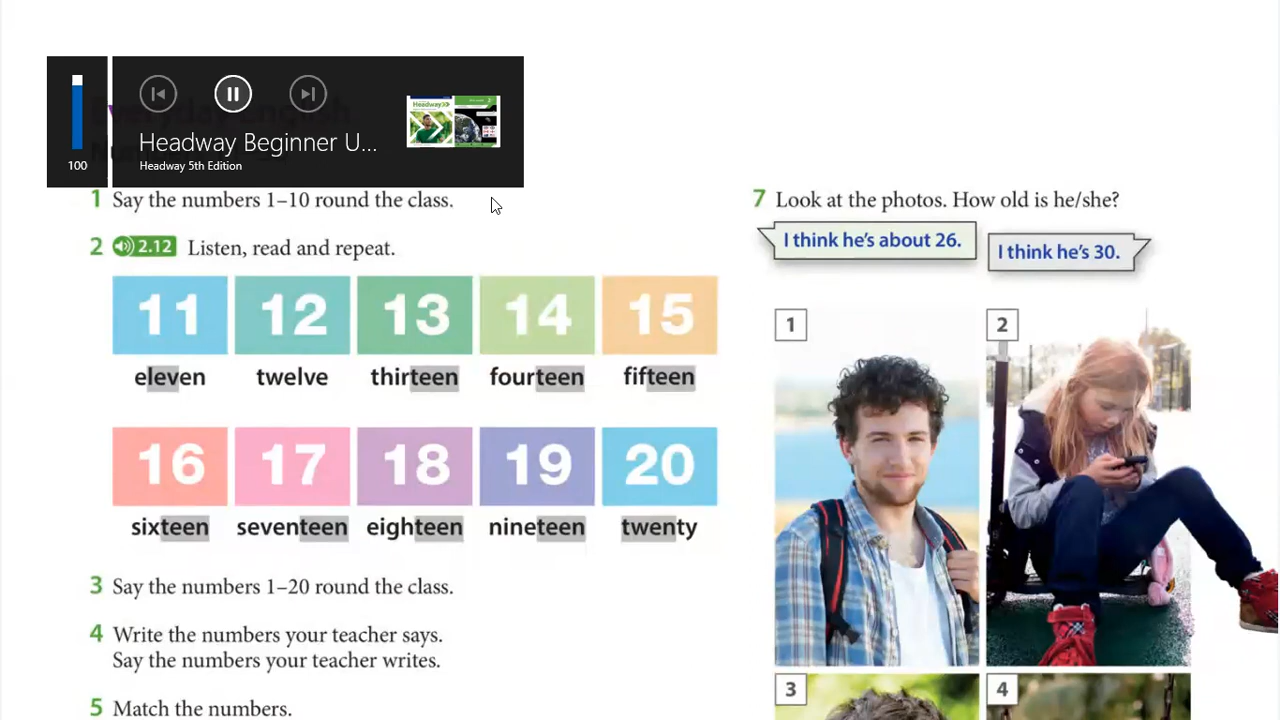 Headway Beginner U...
Headway 5th Edition
100
Everyday English
1 Say the numbers 1–10 round the class.
2 2.12 Listen, read and repeat.
11 12 13 14 15
eleven twelve thirteen fourteen fifteen
16 17 18 19 20
sixteen seventeen eighteen nineteen twenty
3 Say the numbers 1–20 round the class.
4 Write the numbers your teacher says.
Say the numbers your teacher writes.
5 Match the numbers.
7 Look at the photos. How old is he/she?
I think he's about 26.
I think he's 30.
1
2
3
4